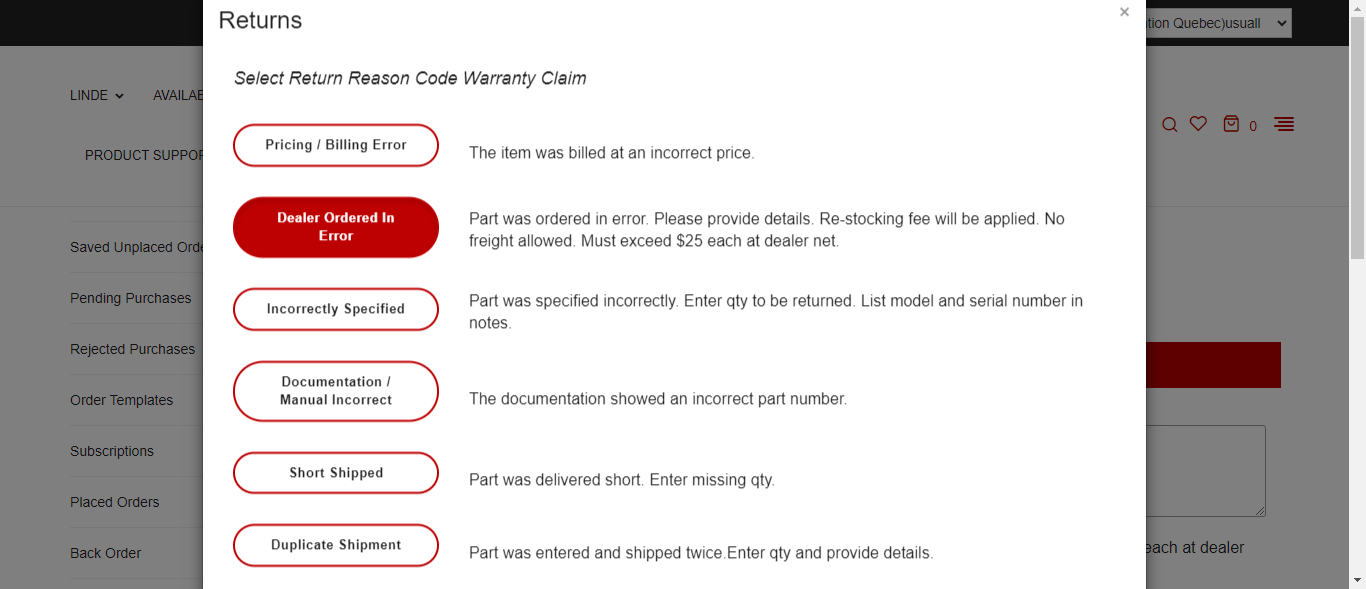 Returns
×
tion Quebec)usuall
LINDE
AVAILAB
0
PRODUCT SUPPOR
Select Return Reason Code Warranty Claim
Pricing / Billing Error
The item was billed at an incorrect price.
Dealer Ordered In
Error
Part was ordered in error. Please provide details. Re-stocking fee will be applied. No
freight allowed. Must exceed $25 each at dealer net.
Incorrectly Specified
Part was specified incorrectly. Enter qty to be returned. List model and serial number in
notes.
Documentation /
Manual Incorrect
The documentation showed an incorrect part number.
Short Shipped
Part was delivered short. Enter missing qty.
Duplicate Shipment
Part was entered and shipped twice.Enter qty and provide details.
Saved Unplaced Orde
Pending Purchases
Rejected Purchases
Order Templates
Subscriptions
Placed Orders
Back Order
each at dealer